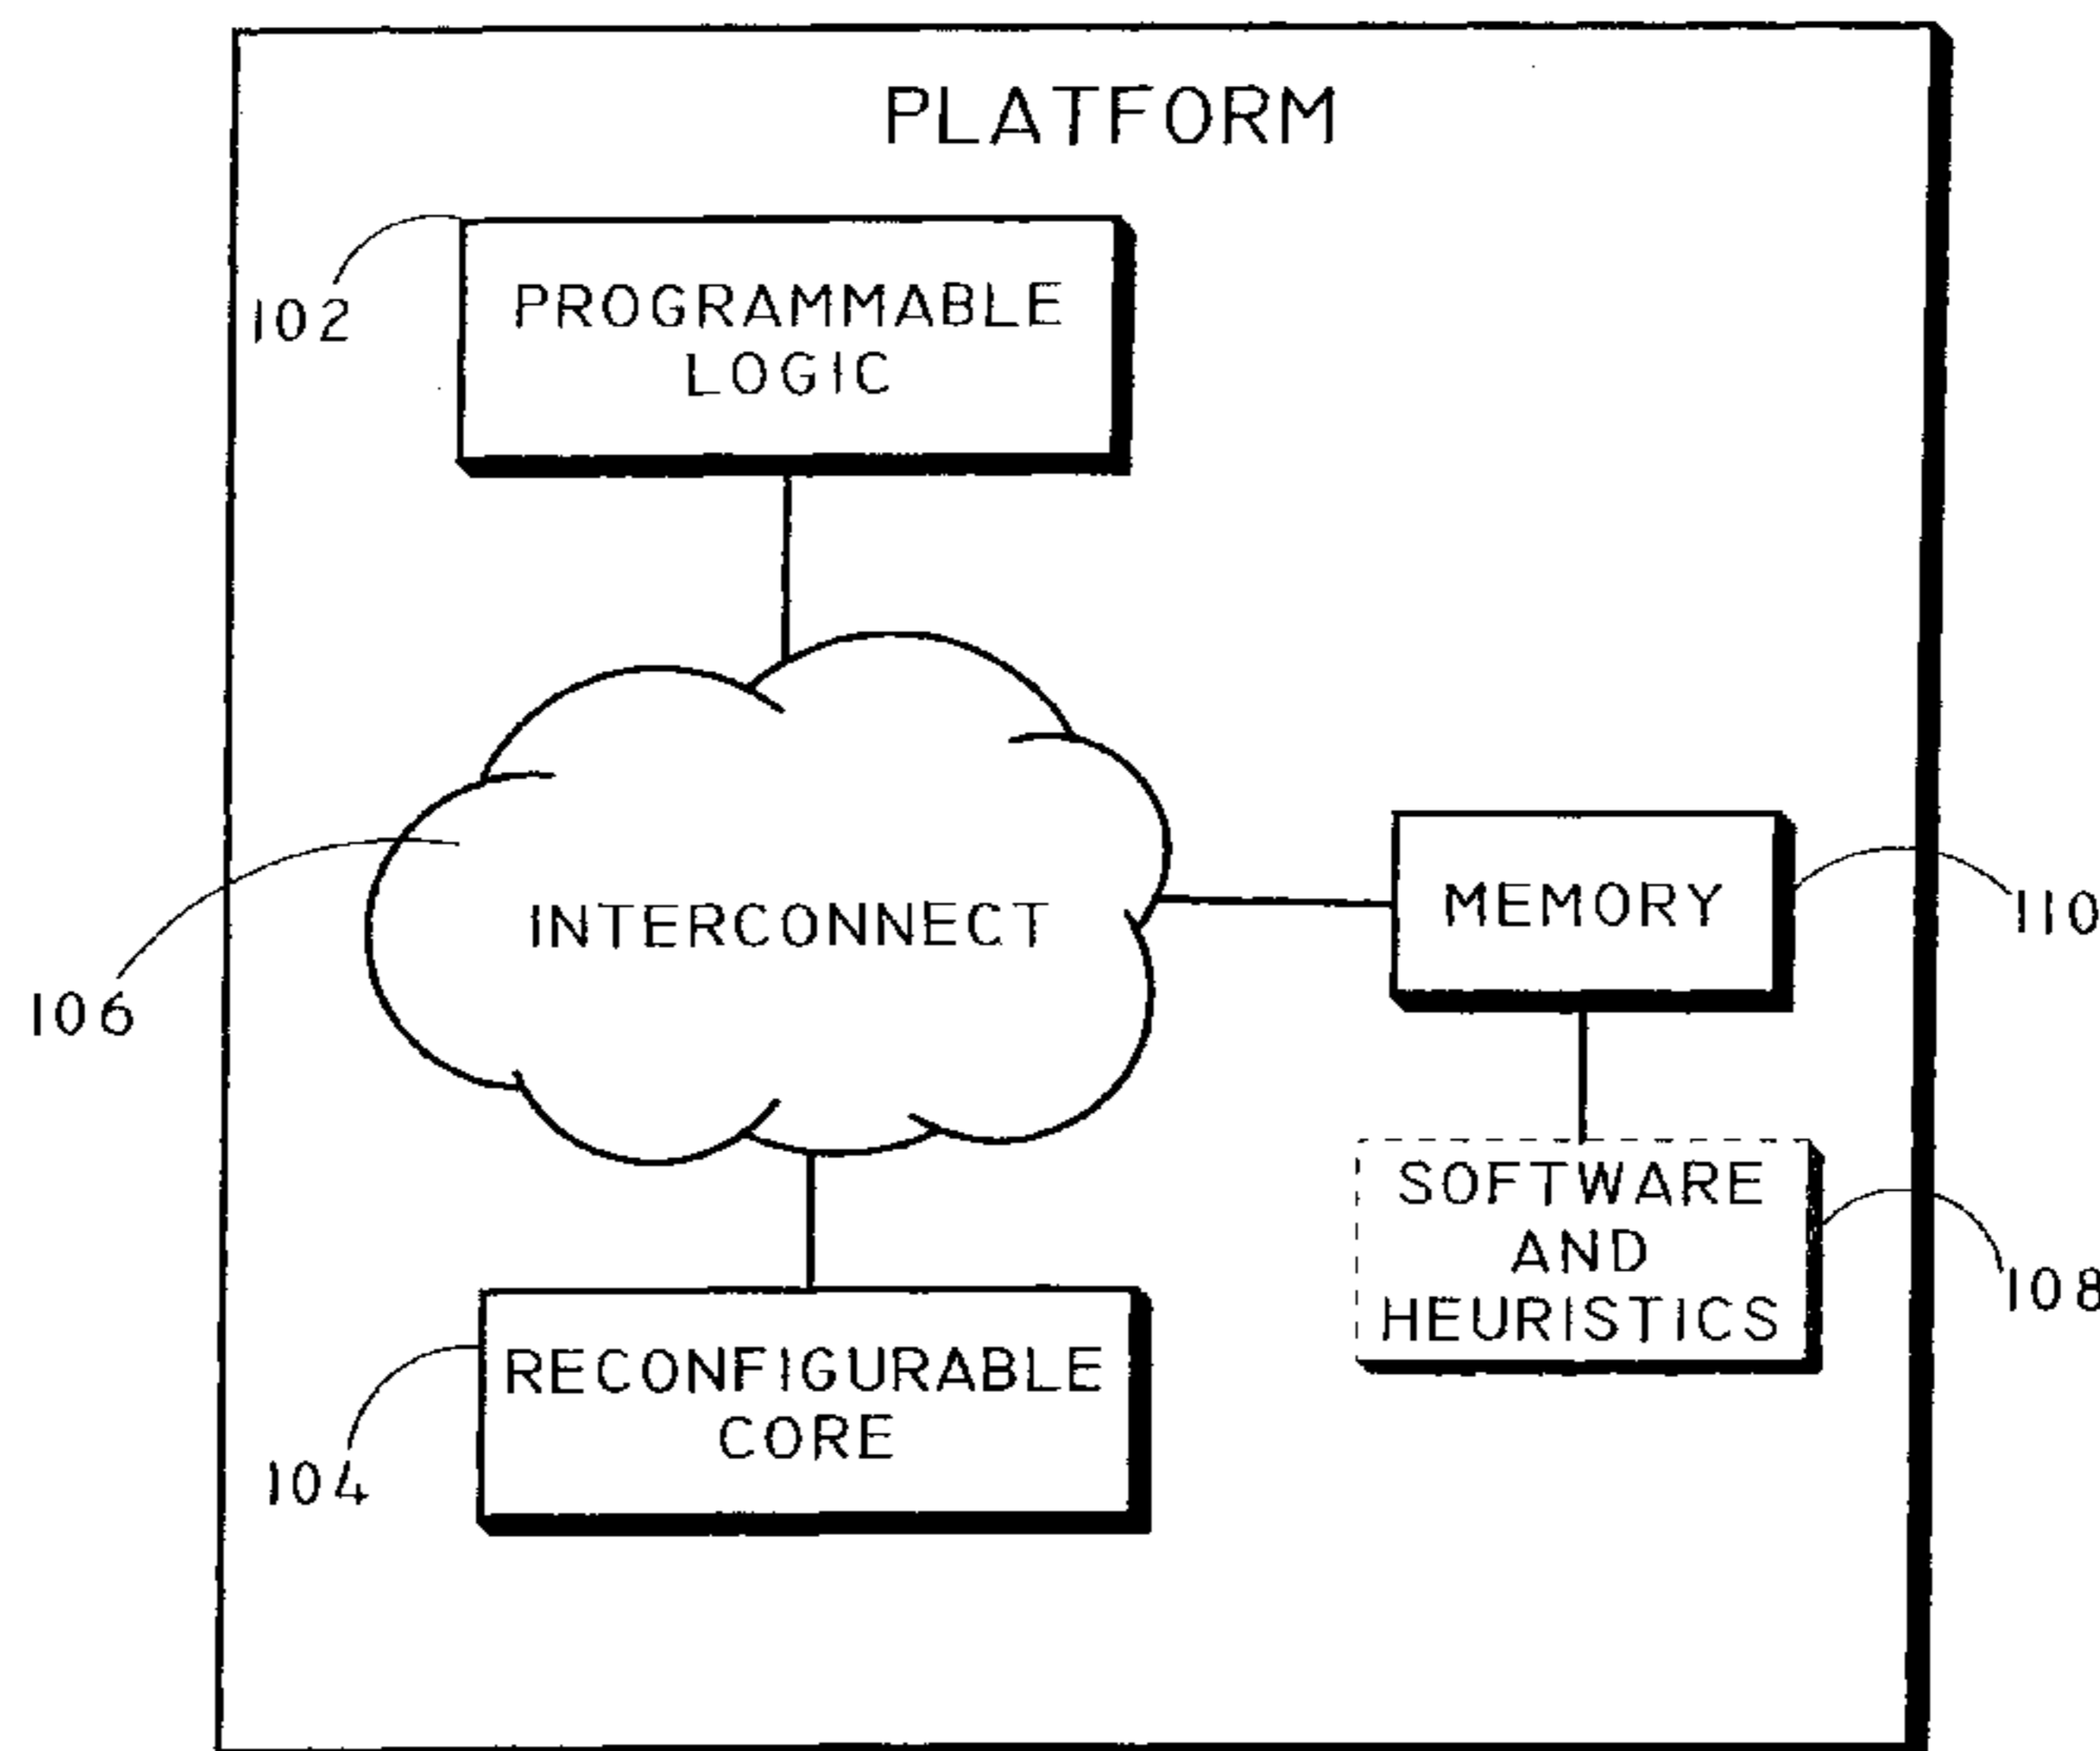 PLATFORM
102
PROGRAMMABLE
LOGIC
106
INTERCONNECT
MEMORY
110
SOFTWARE
AND
HEURISTICS
108
104
RECONFIGURABLE
CORE